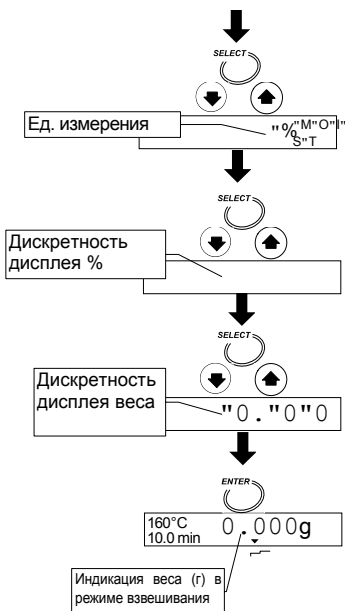 SELECT
Ед. измерения
"%"M"O"I"
S"T
SELECT
Дискретность
дисплея %
SELECT
Дискретность
дисплея веса
"0."0"0
ENTER
160°C
10.0 min
0.000g
Индикация веса (г) в
режиме взвешивания